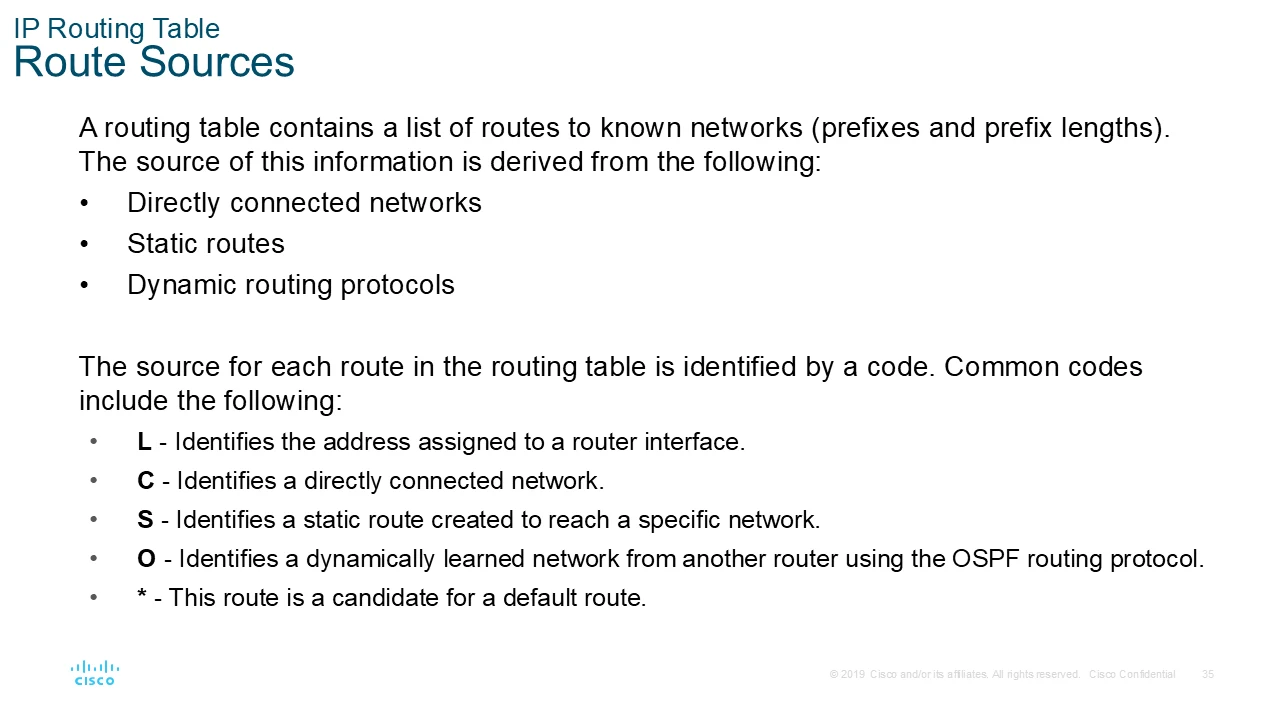 IP Routing Table
Route Sources
A routing table contains a list of routes to known networks (prefixes and prefix lengths).
The source of this information is derived from the following:
• Directly connected networks
• Static routes
• Dynamic routing protocols
The source for each route in the routing table is identified by a code. Common codes
include the following:
• L - Identifies the address assigned to a router interface.
• C - Identifies a directly connected network.
• S - Identifies a static route created to reach a specific network.
• O - Identifies a dynamically learned network from another router using the OSPF routing protocol.
• * - This route is a candidate for a default route.
CISCO
© 2019 Cisco and/or its affiliates. All rights reserved. Cisco Confidential 35